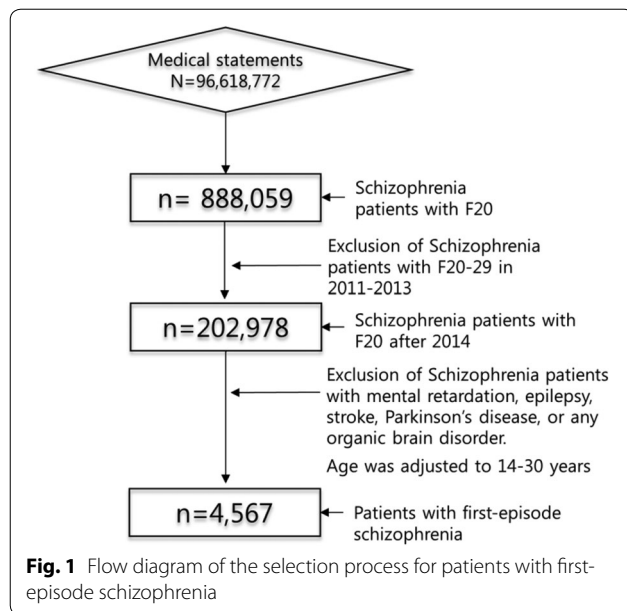 Medical statements
N=96,618,772
n= 888,059
Schizophrenia
patients with F20
Exclusion of Schizophrenia
patients with F20-29 in
2011-2013
n=202,978
Schizophrenia patients with
F20 after 2014
Exclusion of Schizophrenia patients
with mental retardation, epilepsy,
stroke, Parkinson's disease, or any
organic brain disorder.
Age was adjusted to 14-30 years
n=4,567
Patients with first-episode
schizophrenia
Fig. 1 Flow diagram of the selection process for patients with first-
episode schizophrenia